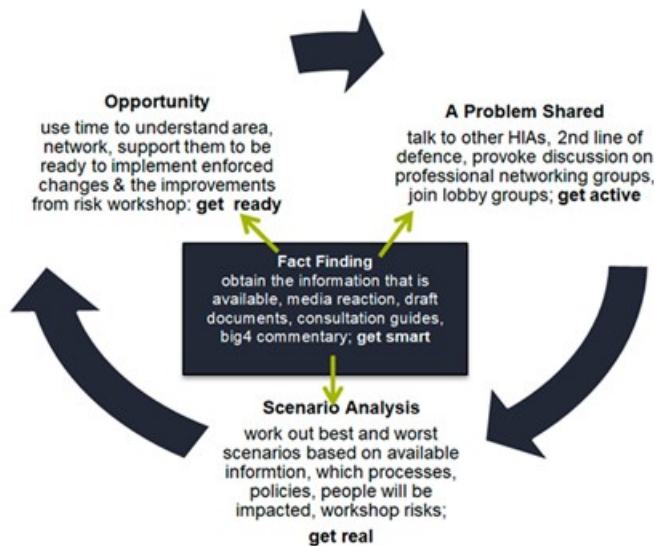 Opportunity
use time to understand area,
network, support them to be
ready to implement enforced
changes & the improvements
from risk workshop: get ready
A Problem Shared
talk to other HIAs, 2nd line of
defence, provoke discussion on
professional networking groups,
join lobby groups; get active
Fact Finding
obtain the information that is
available, media reaction, draft
documents, consultation guides,
big4 commentary; get smart
Scenario Analysis
work out best and worst
scenarios based on available
informtion, which processes,
policies, people will be
impacted, workshop risks;
get real